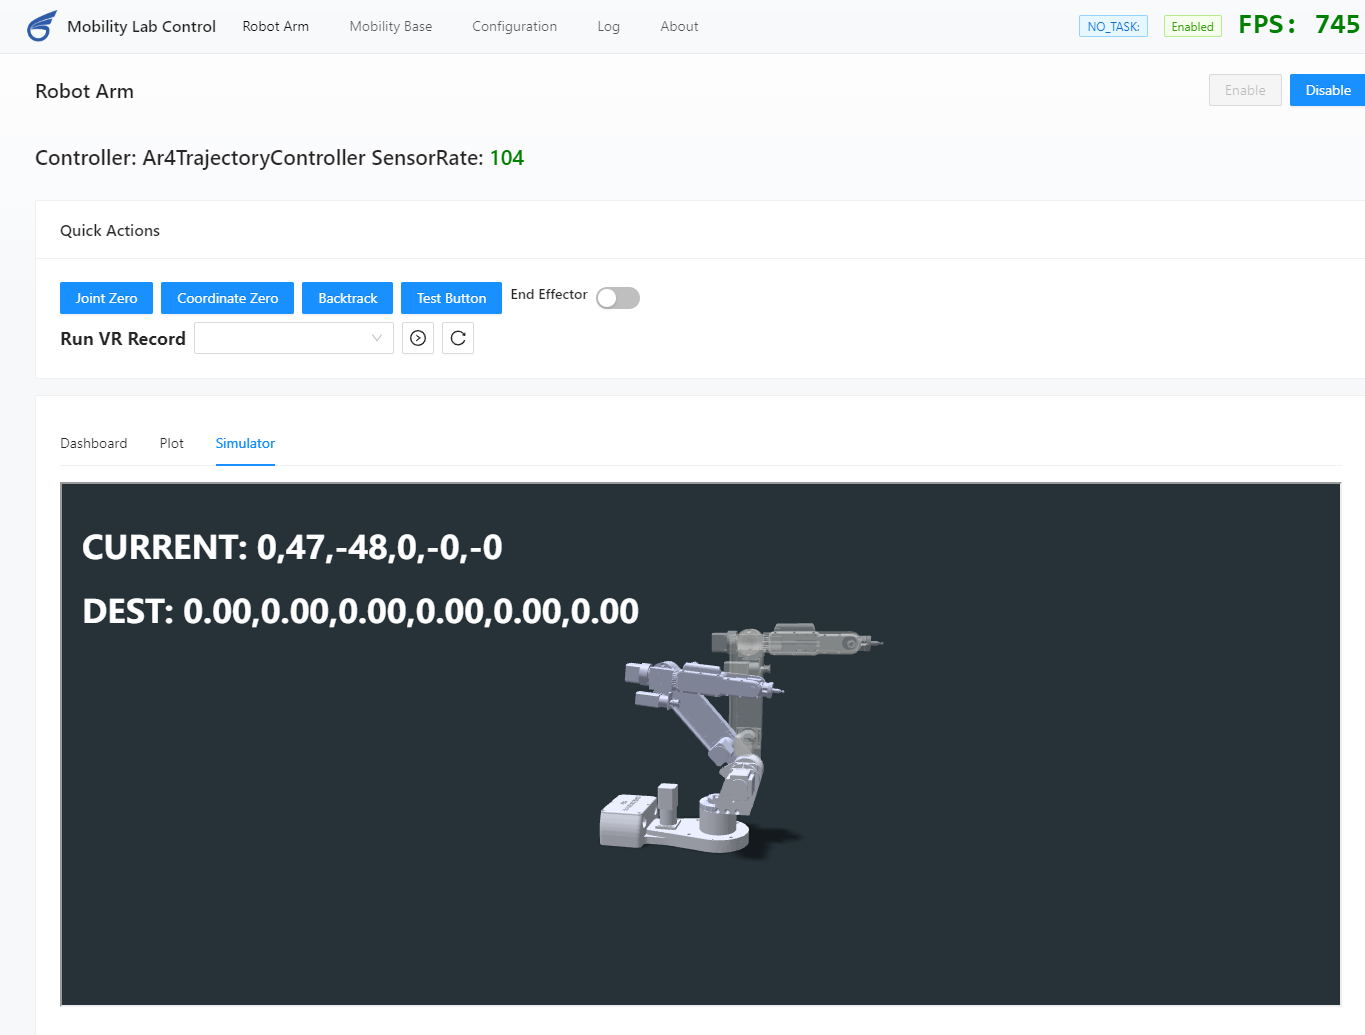 Mobility Lab Control Robot Arm Mobility Base Configuration Log About NO_TASK: Enabled FPS: 745
Robot Arm Enable Disable
Controller: Ar4TrajectoryController SensorRate: 104
Quick Actions
Joint Zero Coordinate Zero Backtrack Test Button End Effector
Run VR Record
Dashboard Plot Simulator
CURRENT: 0,47,-48,0,-0,-0
DEST: 0.00,0.00,0.00,0.00,0.00,0.00